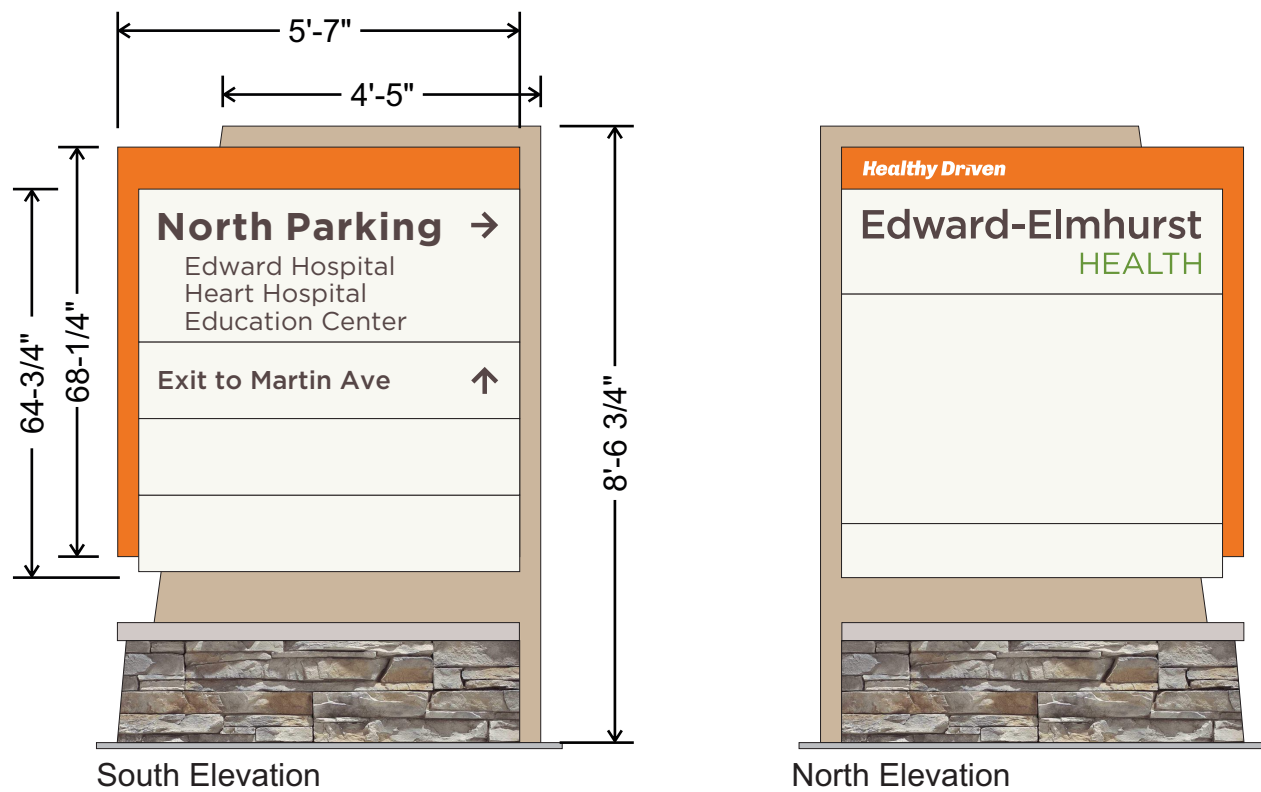 5'-7"
4'-5"
64-3/4"
68-1/4"
8'-6 3/4"
North Parking →
Edward Hospital
Heart Hospital
Education Center
Exit to Martin Ave ↑
South Elevation
Healthy Driven
Edward-Elmhurst
HEALTH
North Elevation